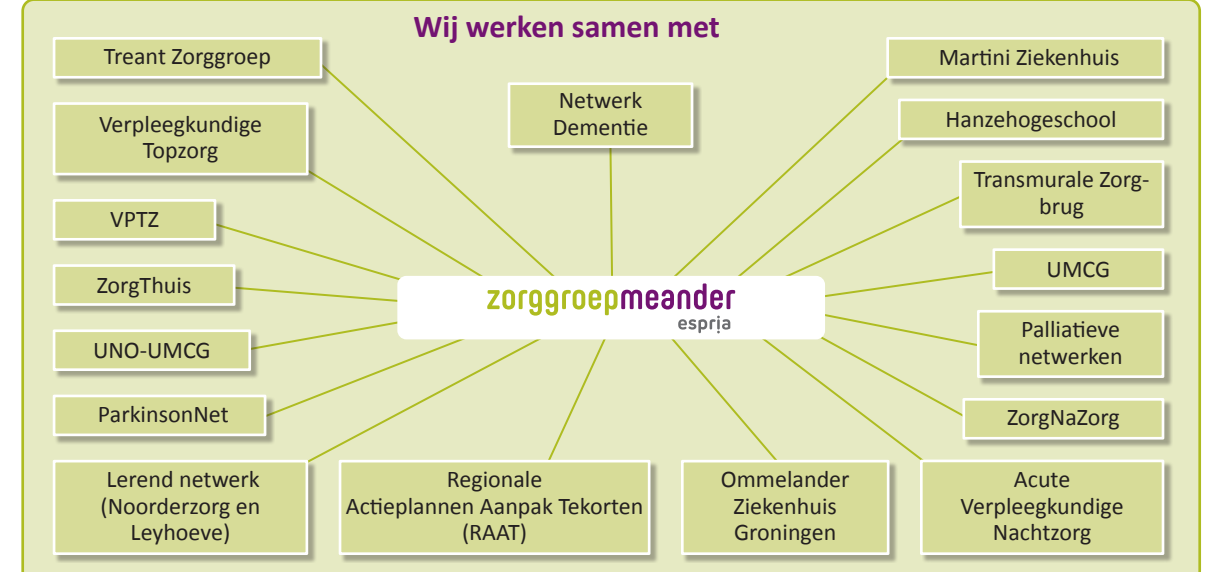 Wij werken samen met
Treant Zorggroep
Verpleegkundige
Topzorg
VPTZ
ZorgThuis
UNO-UMCG
ParkinsonNet
Lerend netwerk
(Noorderzorg en
Leyhoeve)
Netwerk
Dementie
zorggroepmeander
espria
Regionale
Actieplannen Aanpak Tekorten
(RAAT)
Ommelander
Ziekenhuis
Groningen
Martini Ziekenhuis
Hanzehogeschool
Transmurale Zorg-
brug
UMCG
Palliatieve
netwerken
ZorgNaZorg
Acute
Verpleegkundige
Nachtzorg